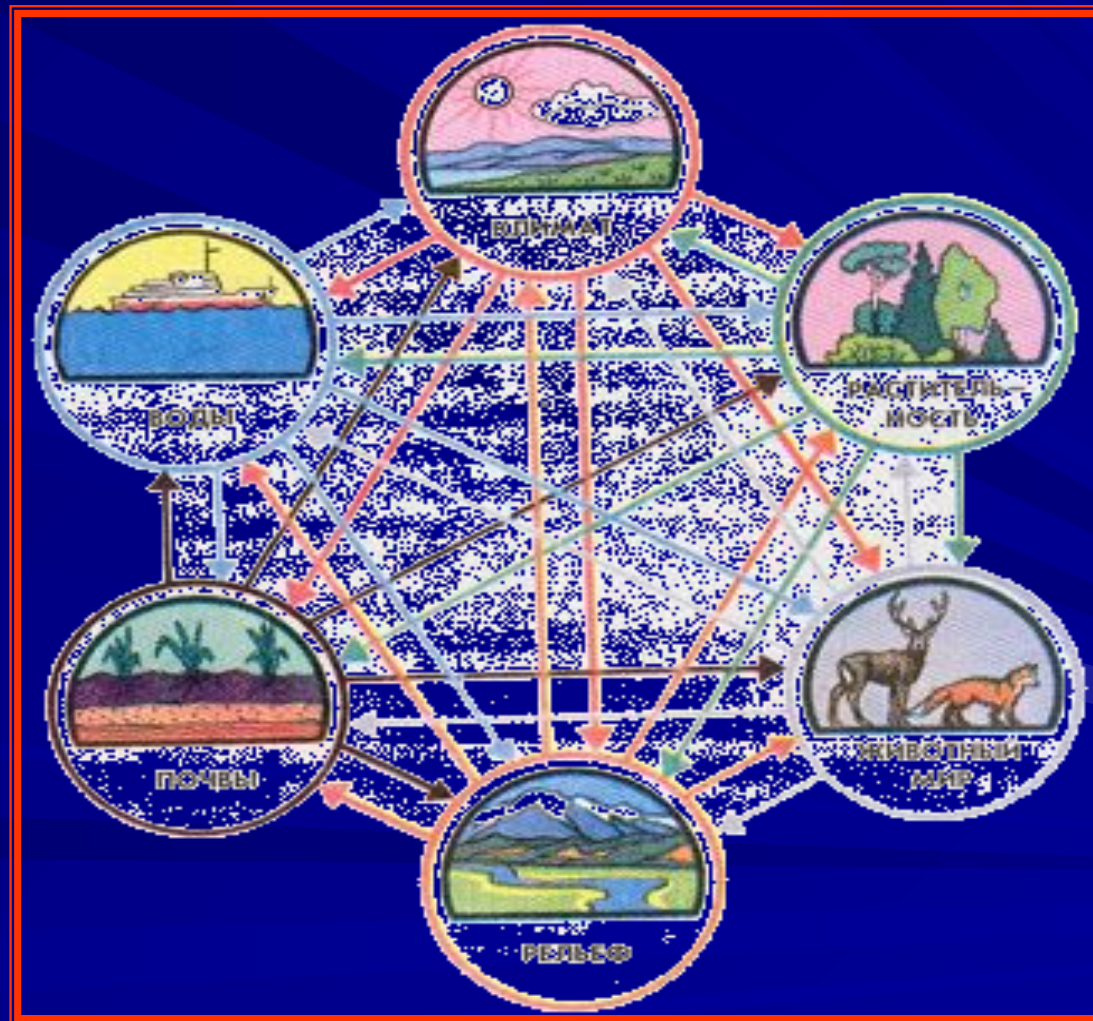 КЛИМАТ
ВОДЫ
РАСТИТЕЛЬ—
НОСТЬ
ПОЧВЫ
ЖИВОТНЫЙ
МИР
РЕЛЬЕФ